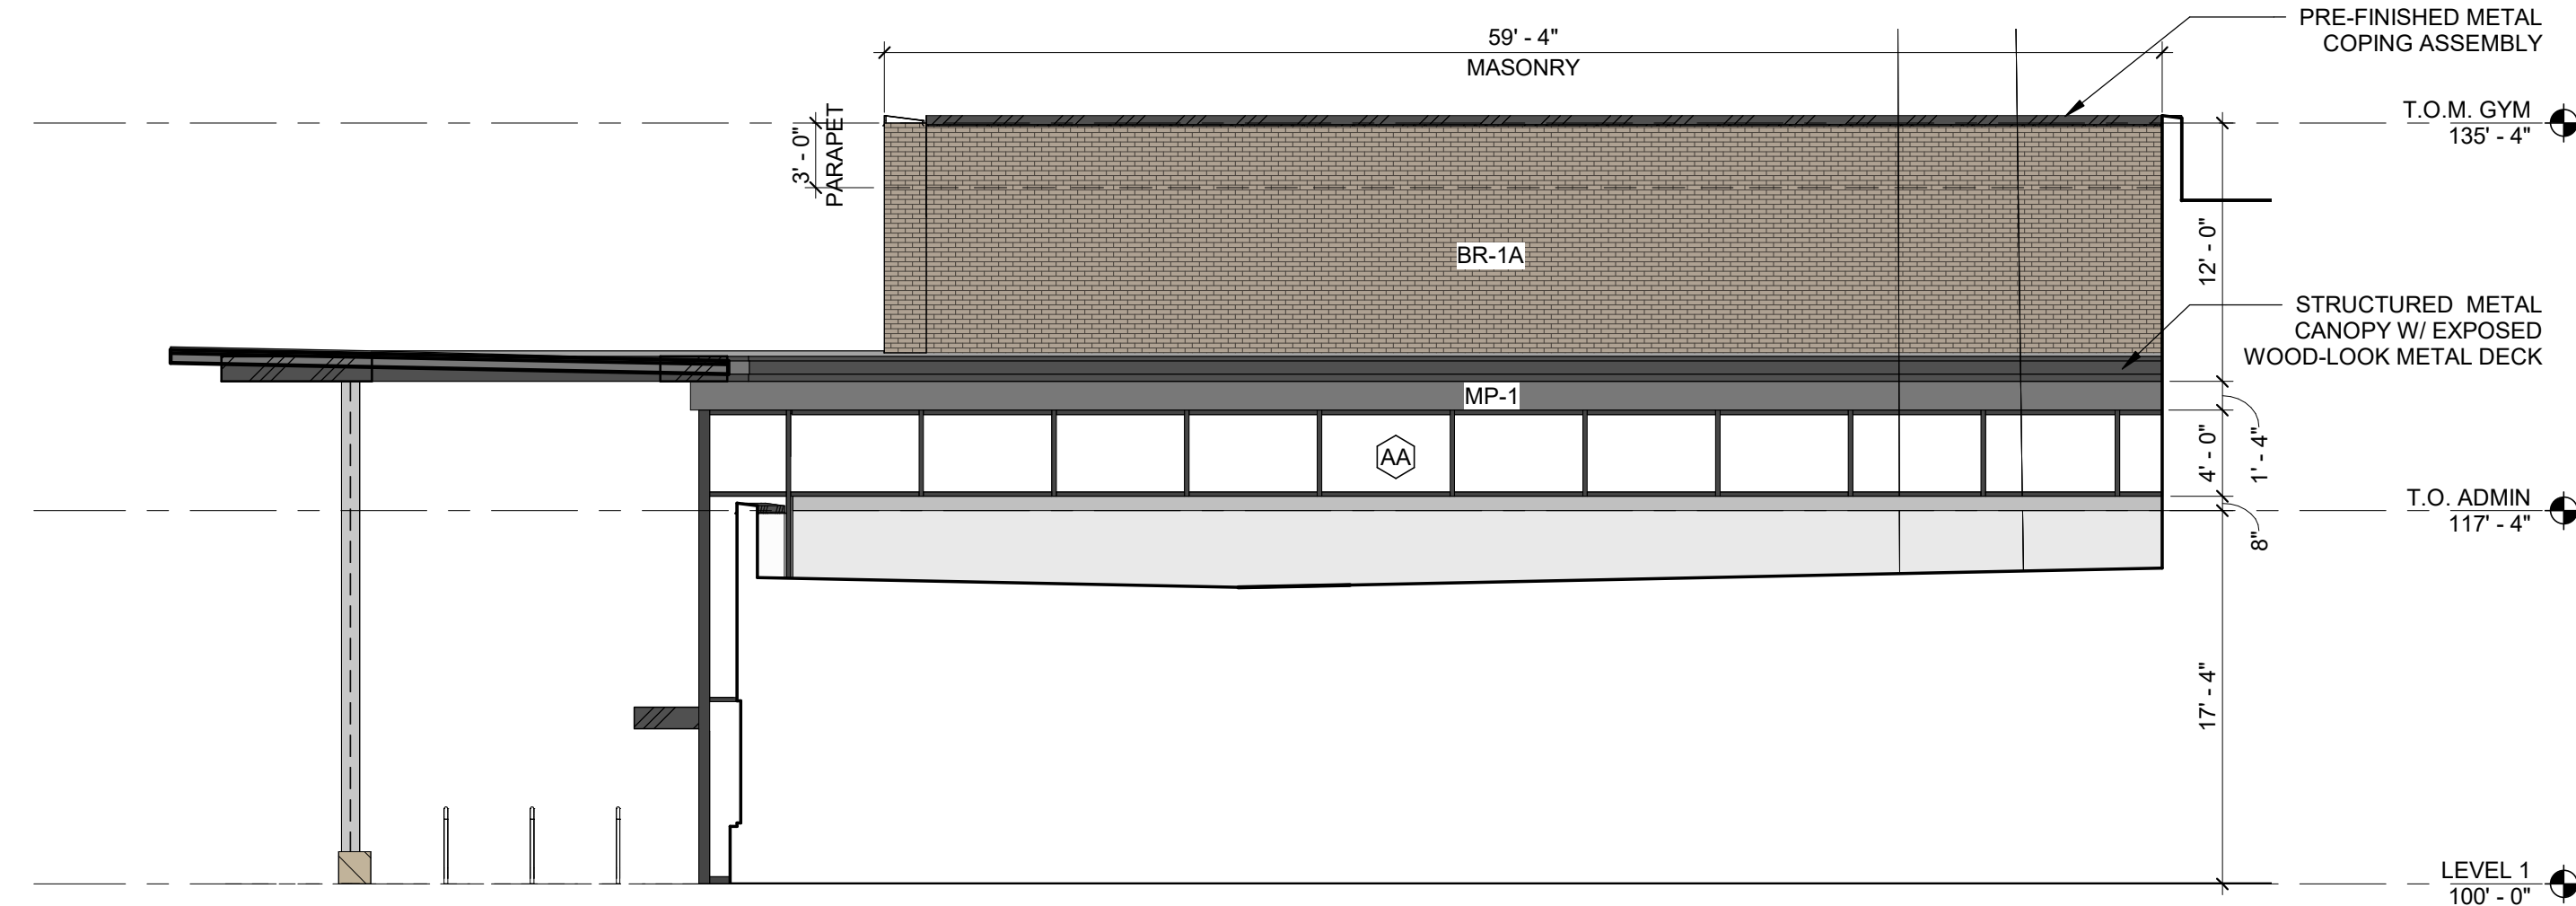 PRE-FINISHED METAL
COPING ASSEMBLY
59' - 4"
MASONRY
T.O.M. GYM
135' - 4"
3' - 0"
PARAPET
BR-1A
12' - 0"
STRUCTURED METAL
CANOPY W/ EXPOSED
WOOD-LOOK METAL DECK
MP-1
AA
4' - 0"
1' - 4"
T.O. ADMIN
117' - 4"
8"
17' - 4"
LEVEL 1
100' - 0"